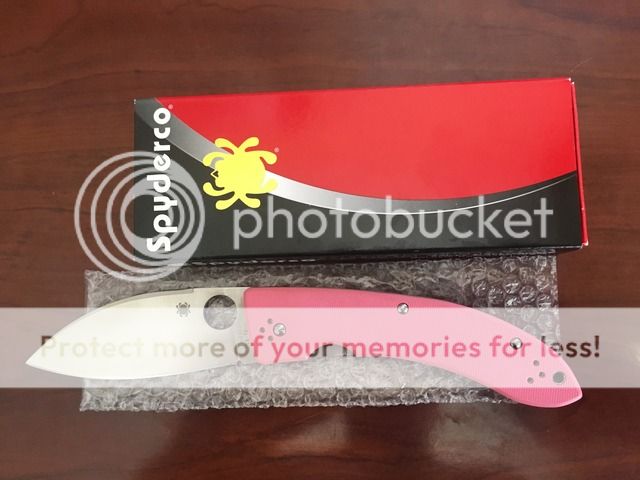 Spyderco®
photobucket
Protect more of your memories for less!